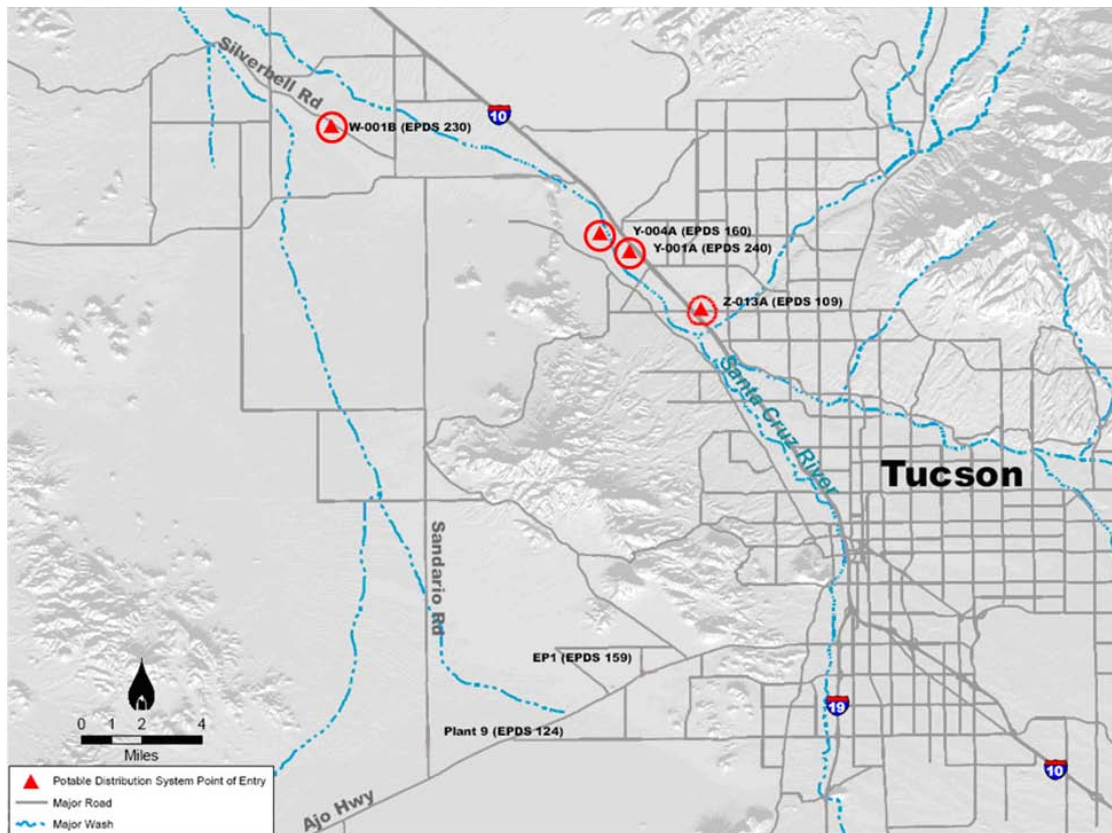 Silverbell Rd
10
W-001B (EPDS 230)
Y-004A (EPDS 160)
Y-001A (EPDS 240)
Z-013A (EPDS 109)
Santa Cruz River
Tucson
Sandario Rd
EP1 (EPDS 159)
Plant 9 (EPDS 124)
19
10
Ajo Hwy
0 2 4
Miles
Potable Distribution System Point of Entry
Major Road
Major Wash